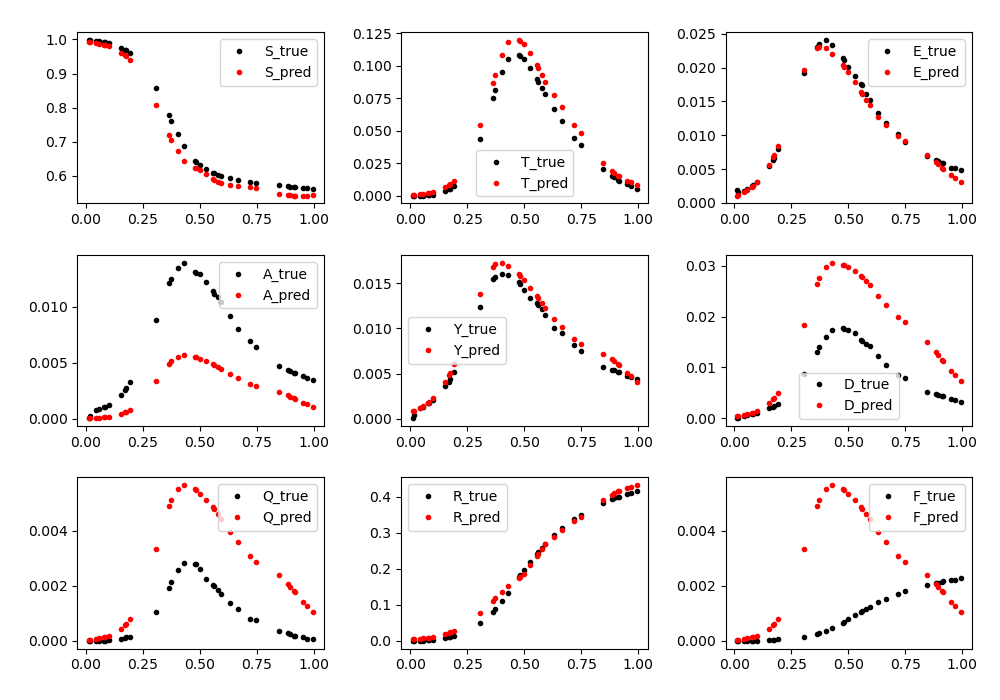 1.0
0.9
0.8
0.7
0.6
S_true
S_pred
0.00 0.25 0.50 0.75 1.00
0.125
0.100
0.075
0.050
0.025
0.000
T_true
T_pred
0.00 0.25 0.50 0.75 1.00
0.025
0.020
0.015
0.010
0.005
0.000
E_true
E_pred
0.00 0.25 0.50 0.75 1.00
0.010
0.005
0.000
A_true
A_pred
0.00 0.25 0.50 0.75 1.00
0.015
0.010
0.005
0.000
Y_true
Y_pred
0.00 0.25 0.50 0.75 1.00
0.03
0.02
0.01
0.00
D_true
D_pred
0.00 0.25 0.50 0.75 1.00
0.004
0.002
0.000
Q_true
Q_pred
0.00 0.25 0.50 0.75 1.00
0.4
0.3
0.2
0.1
0.0
R_true
R_pred
0.00 0.25 0.50 0.75 1.00
0.004
0.002
0.000
F_true
F_pred
0.00 0.25 0.50 0.75 1.00